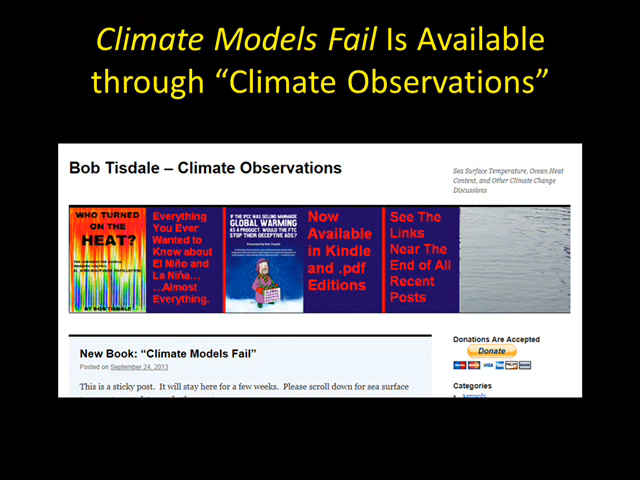 Climate Models Fail Is Available
through “Climate Observations”
Bob Tisdale – Climate Observations
Sea Surface Temperature, Ocean Heat
Content, and Other Climate Change
Discussions
WHO TURNED
ON THE
HEAT?
BY BOB TISDALE
Everything
You Ever
Wanted to
Know about
El Niño and
La Niña…
…Almost
Everything.
IF THE IPCC WAS SELLING MANMADE
GLOBAL WARMING
AS A PRODUCT, WOULD THE FTC
STOP THEIR DECEPTIVE ADS?
Now
Available
in Kindle
and .pdf
Editions
See The
Links
Near The
End of All
Recent
Posts
New Book: “Climate Models Fail”
Posted on September 24, 2013
This is a sticky post. It will stay here for a few weeks. Please scroll down for sea surface
Donations Are Accepted
Donate
VISA
Categories
Aerosols